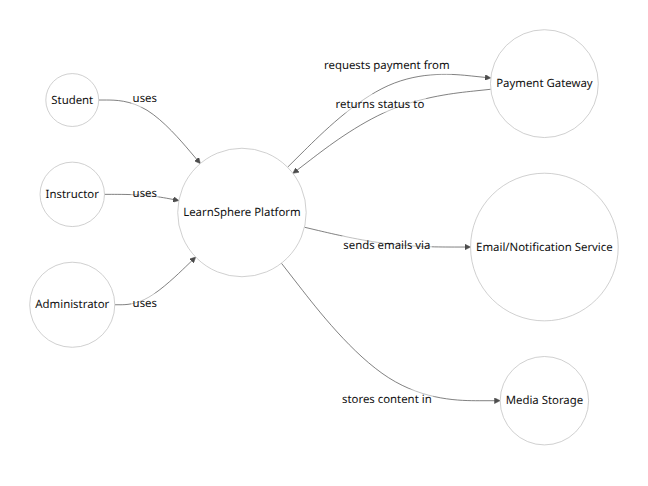 requests payment from
Payment Gateway
Student
uses
returns status to
Instructor
uses
LearnSphere Platform
sends emails via
Email/Notification Service
Administrator
uses
stores content in
Media Storage